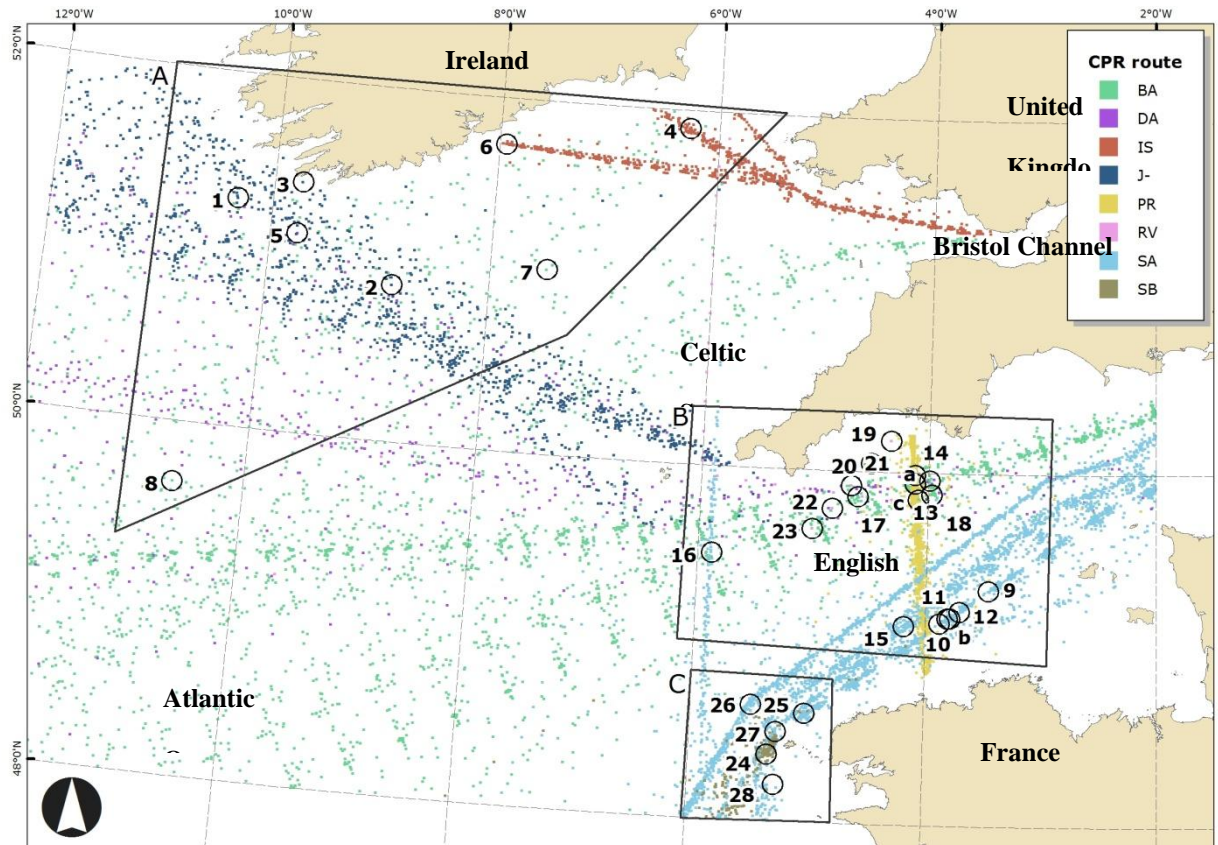 12°0'W 10°0'W 8°0'W 6°0'W 4°0'W 2°0'W
52°0'N
50°0'N
48°0'N
Ireland
United
Kingdo
Bristol Channel
Celtic
English
Atlantic
France
CPR route
BA
DA
IS
J-
PR
RV
SA
SB
A
4
6
3
1
5
7
2
8
B
19
14
20
21
a
22
17
c
13
18
23
16
9
11
12
15
10
b
C
26
25
27
24
28